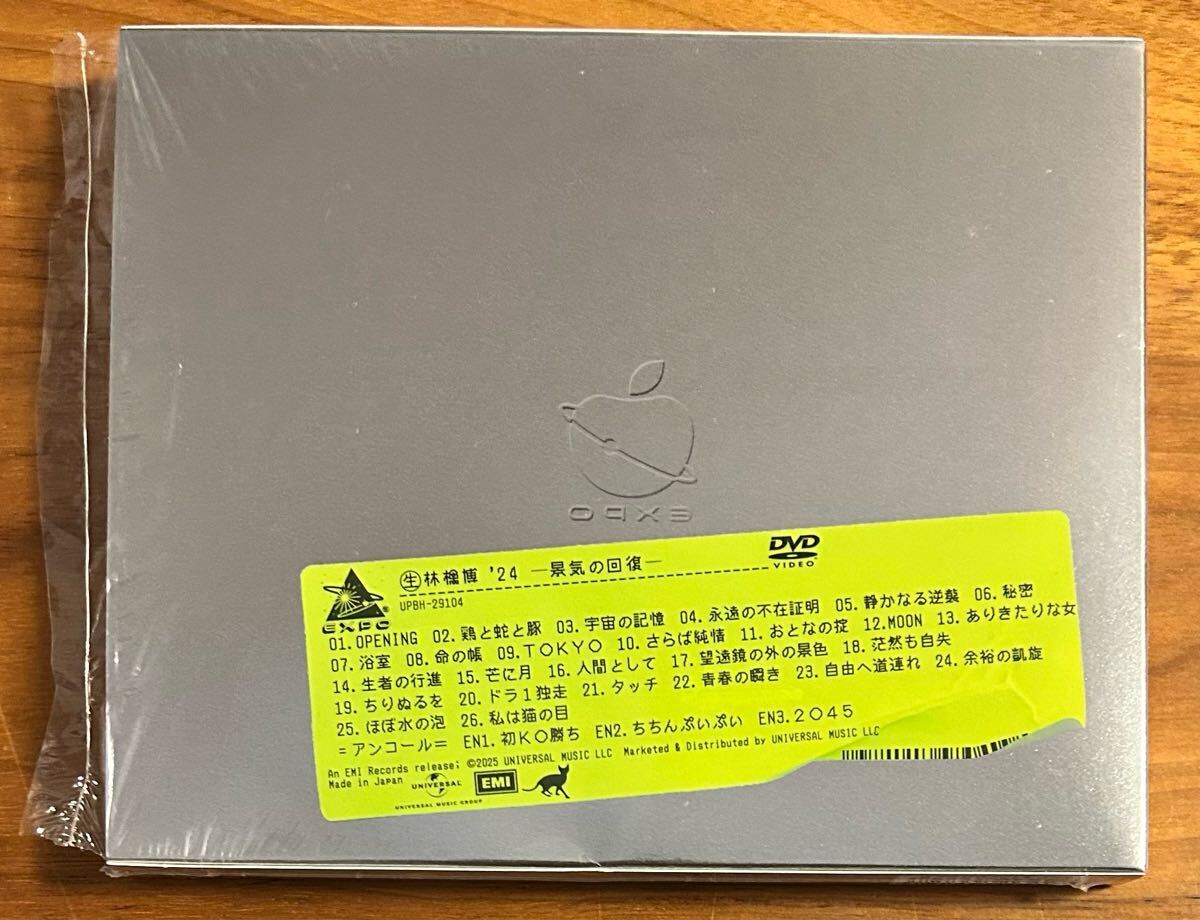 EXPO
㊤林檎博 '24 —景気の回復—
DVD
VIDEO
EXPO
UPBH-29104
01.OPENING 02.鶏と蛇と豚 03.宇宙の記憶 04.永遠の不在証明 05.静かなる逆襲 06.秘密
07.浴室 08.命の帳 09.TOKYO 10.さらば純情 11.おとなの掟 12.MOON 13.ありきたりな女
14.生者の行進 15.芒に月 16.人間として 17.望遠鏡の外の景色 18.茫然も自失
19.ちりぬるを 20.ドラ1独走 21.タッチ 22.青春の瞬き 23.自由へ道連れ 24.余裕の凱旋
25.ほぼ水の泡 26.私は猫の目
=アンコール= EN1.初KO勝ち EN2.ちちんぷいぷい EN3.2045
An EMI Records release; ©2025 UNIVERSAL MUSIC LLC Marketed & Distributed by UNIVERSAL MUSIC LLC
Made in Japan
UNIVERSAL
UNIVERSAL MUSIC GROUP
EMI